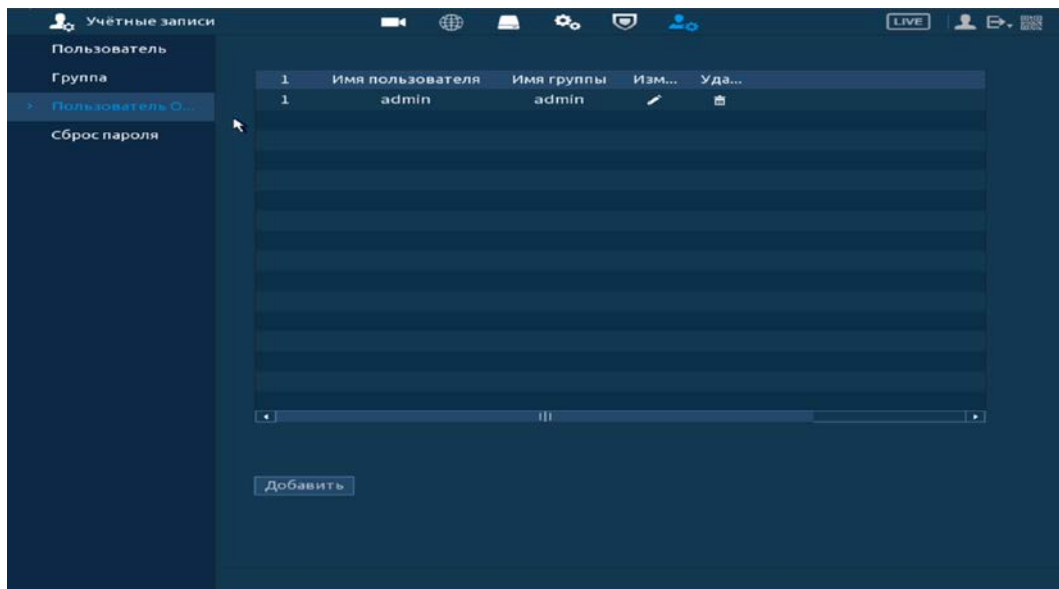 Учётные записи LIVE
Пользователь
Группа
Пользователь О...
Сброс пароля
1 Имя пользователя Имя группы Изм... Уда...
1 admin admin
Добавить